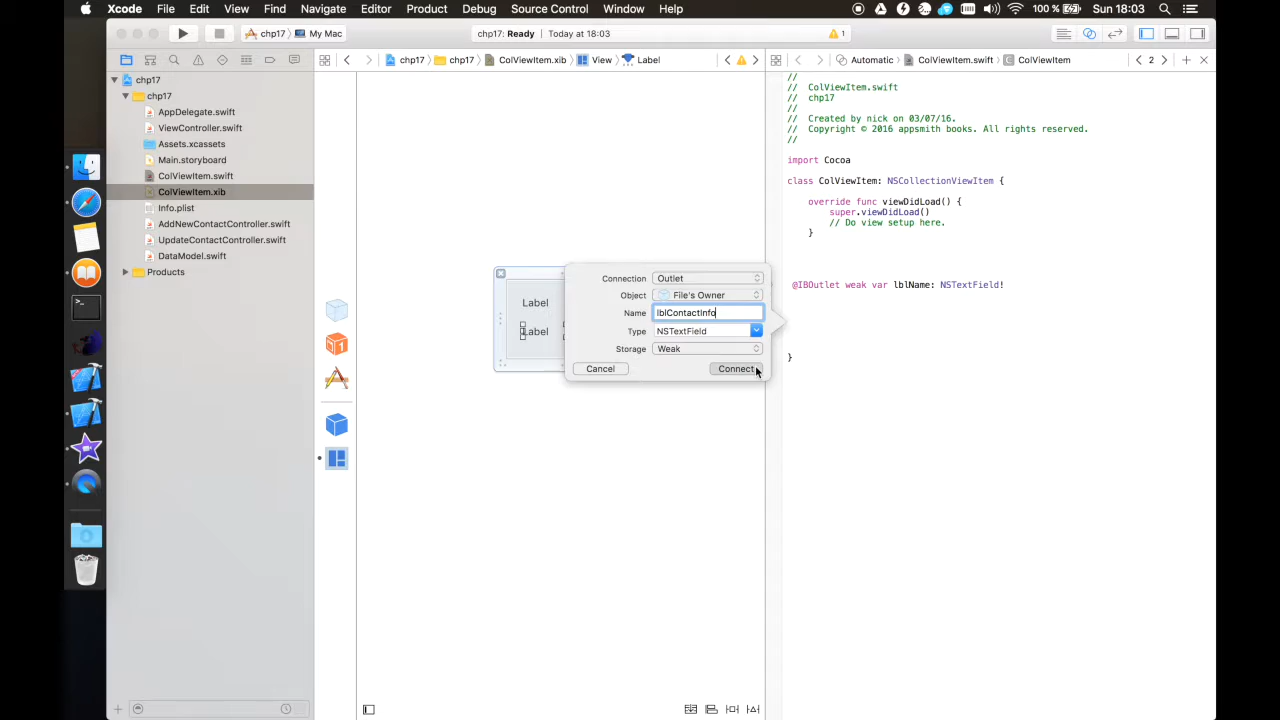 Xcode File Edit View Find Navigate Editor Product Debug Source Control Window Help 100 % Sun 18:03
chp17 My Mac chp17: Ready Today at 18:03 1
chp17 chp17 ColViewItem.xib View Label Automatic ColViewItem.swift ColViewItem 2
chp17
chp17
AppDelegate.swift
ViewController.swift
Assets.xcassets
Main.storyboard
ColViewItem.swift
ColViewItem.xib
Info.plist
AddNewContactController.swift
UpdateContactController.swift
DataModel.swift
Products
Label
Label
Connection Outlet
Object File's Owner
Name lblContactInfo
Type NSTextField
Storage Weak
Cancel Connect
//
// ColViewItem.swift
// chp17
//
// Created by nick on 03/07/16.
// Copyright © 2016 appsmith books. All rights reserved.
//
import Cocoa
class ColViewItem: NSCollectionViewItem {
override func viewDidLoad() {
super.viewDidLoad()
// Do view setup here.
}
@IBOutlet weak var lblName: NSTextField!
}